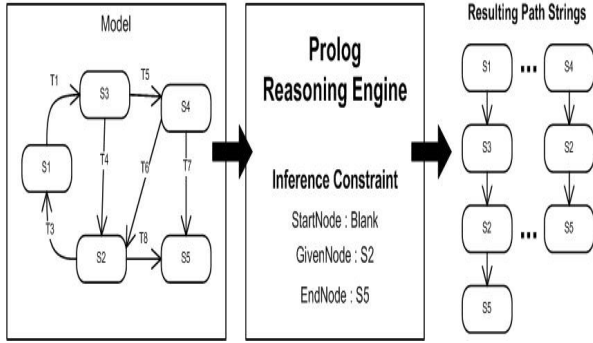 Model
T1
S3
T5
S4
S1
T4
T6
T7
T3
S2
T8
S5
Prolog
Reasoning Engine
Inference Constraint
StartNode : Blank
GivenNode : S2
EndNode : S5
Resulting Path Strings
S1
S4
S3
S2
S2
S5
S5